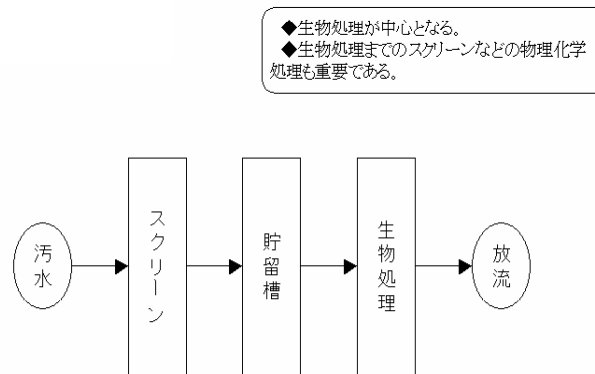 ◆生物処理が中心となる。
◆生物処理までのスクリーンなどの物理化学
処理も重要である。
汚水
スクリーン
貯留槽
生物処理
放流